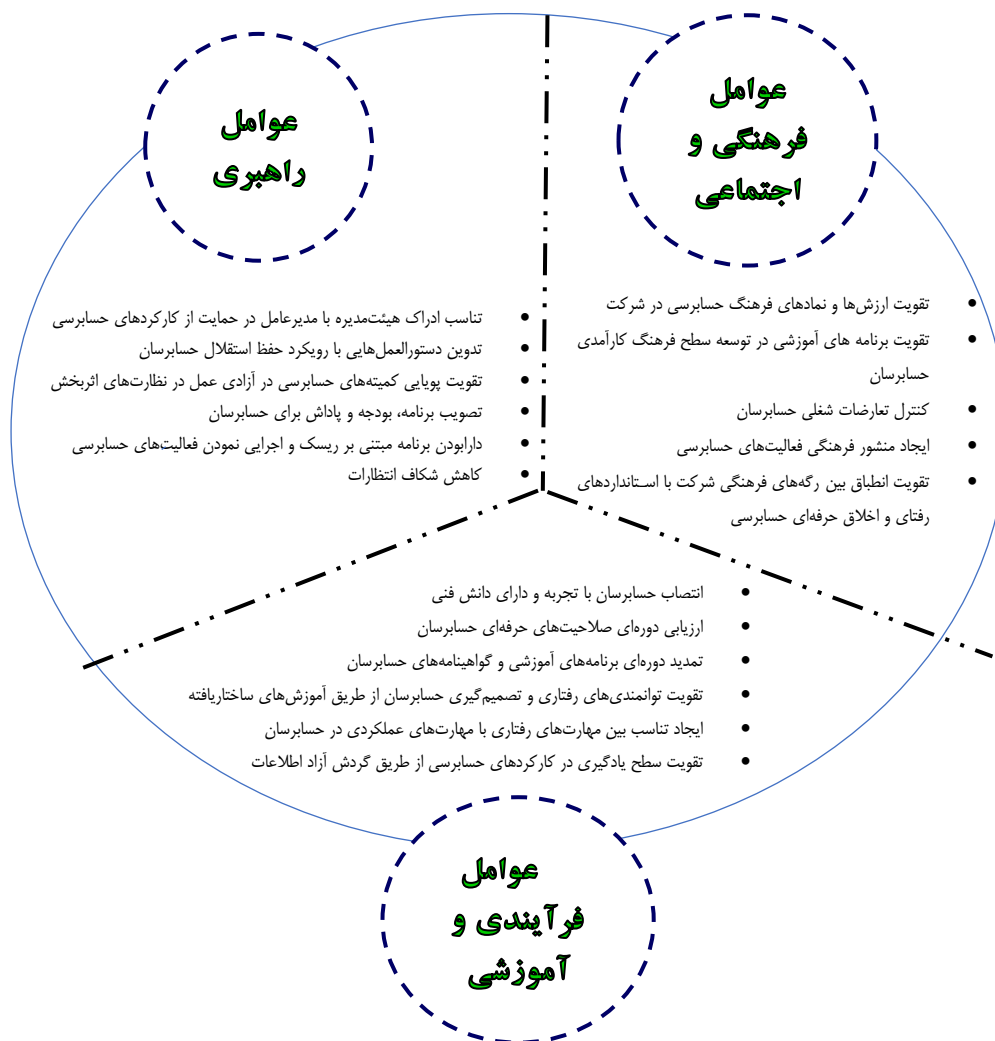 عوامل
فرهنگی و
اجتماعی
• تقویت ارزش‌ها و نمادهای فرهنگ حسابرسی در شرکت
• تقویت برنامه های آموزشی در توسعه سطح فرهنگ کارآمدی
حسابرسان
• کنترل تعارضات شغلی حسابرسان
• ایجاد منشور فرهنگی فعالیت‌های حسابرسی
• تقویت انطباق بین رگه‌های فرهنگی شرکت با استانداردهای
رفتای و اخلاق حرفه‌ای حسابرسی
عوامل
راهبری
• تناسب ادراک هیئت‌مدیره با مدیرعامل در حمایت از کارکردهای حسابرسی
• تدوین دستورالعمل‌هایی با رویکرد حفظ استقلال حسابرسان
• تقویت پویایی کمیته‌های حسابرسی در آزادی عمل در نظارت‌های اثربخش
• تصویب برنامه، بودجه و پاداش برای حسابرسان
• دارابودن برنامه مبتنی بر ریسک و اجرایی نمودن فعالیت‌های حسابرسی
• کاهش شکاف انتظارات
• انتصاب حسابرسان با تجربه و دارای دانش فنی
• ارزیابی دوره‌ای صلاحیت‌های حرفه‌ای حسابرسان
• تمدید دوره‌ای برنامه‌های آموزشی و گواهینامه‌های حسابرسان
• تقویت توانمندی‌های رفتاری و تصمیم‌گیری حسابرسان از طریق آموزش‌های ساختاریافته
• ایجاد تناسب بین مهارت‌های رفتاری با مهارت‌های عملکردی در حسابرسان
• تقویت سطح یادگیری در کارکردهای حسابرسی از طریق گردش آزاد اطلاعات
عوامل
فرآیندی و
آموزشی